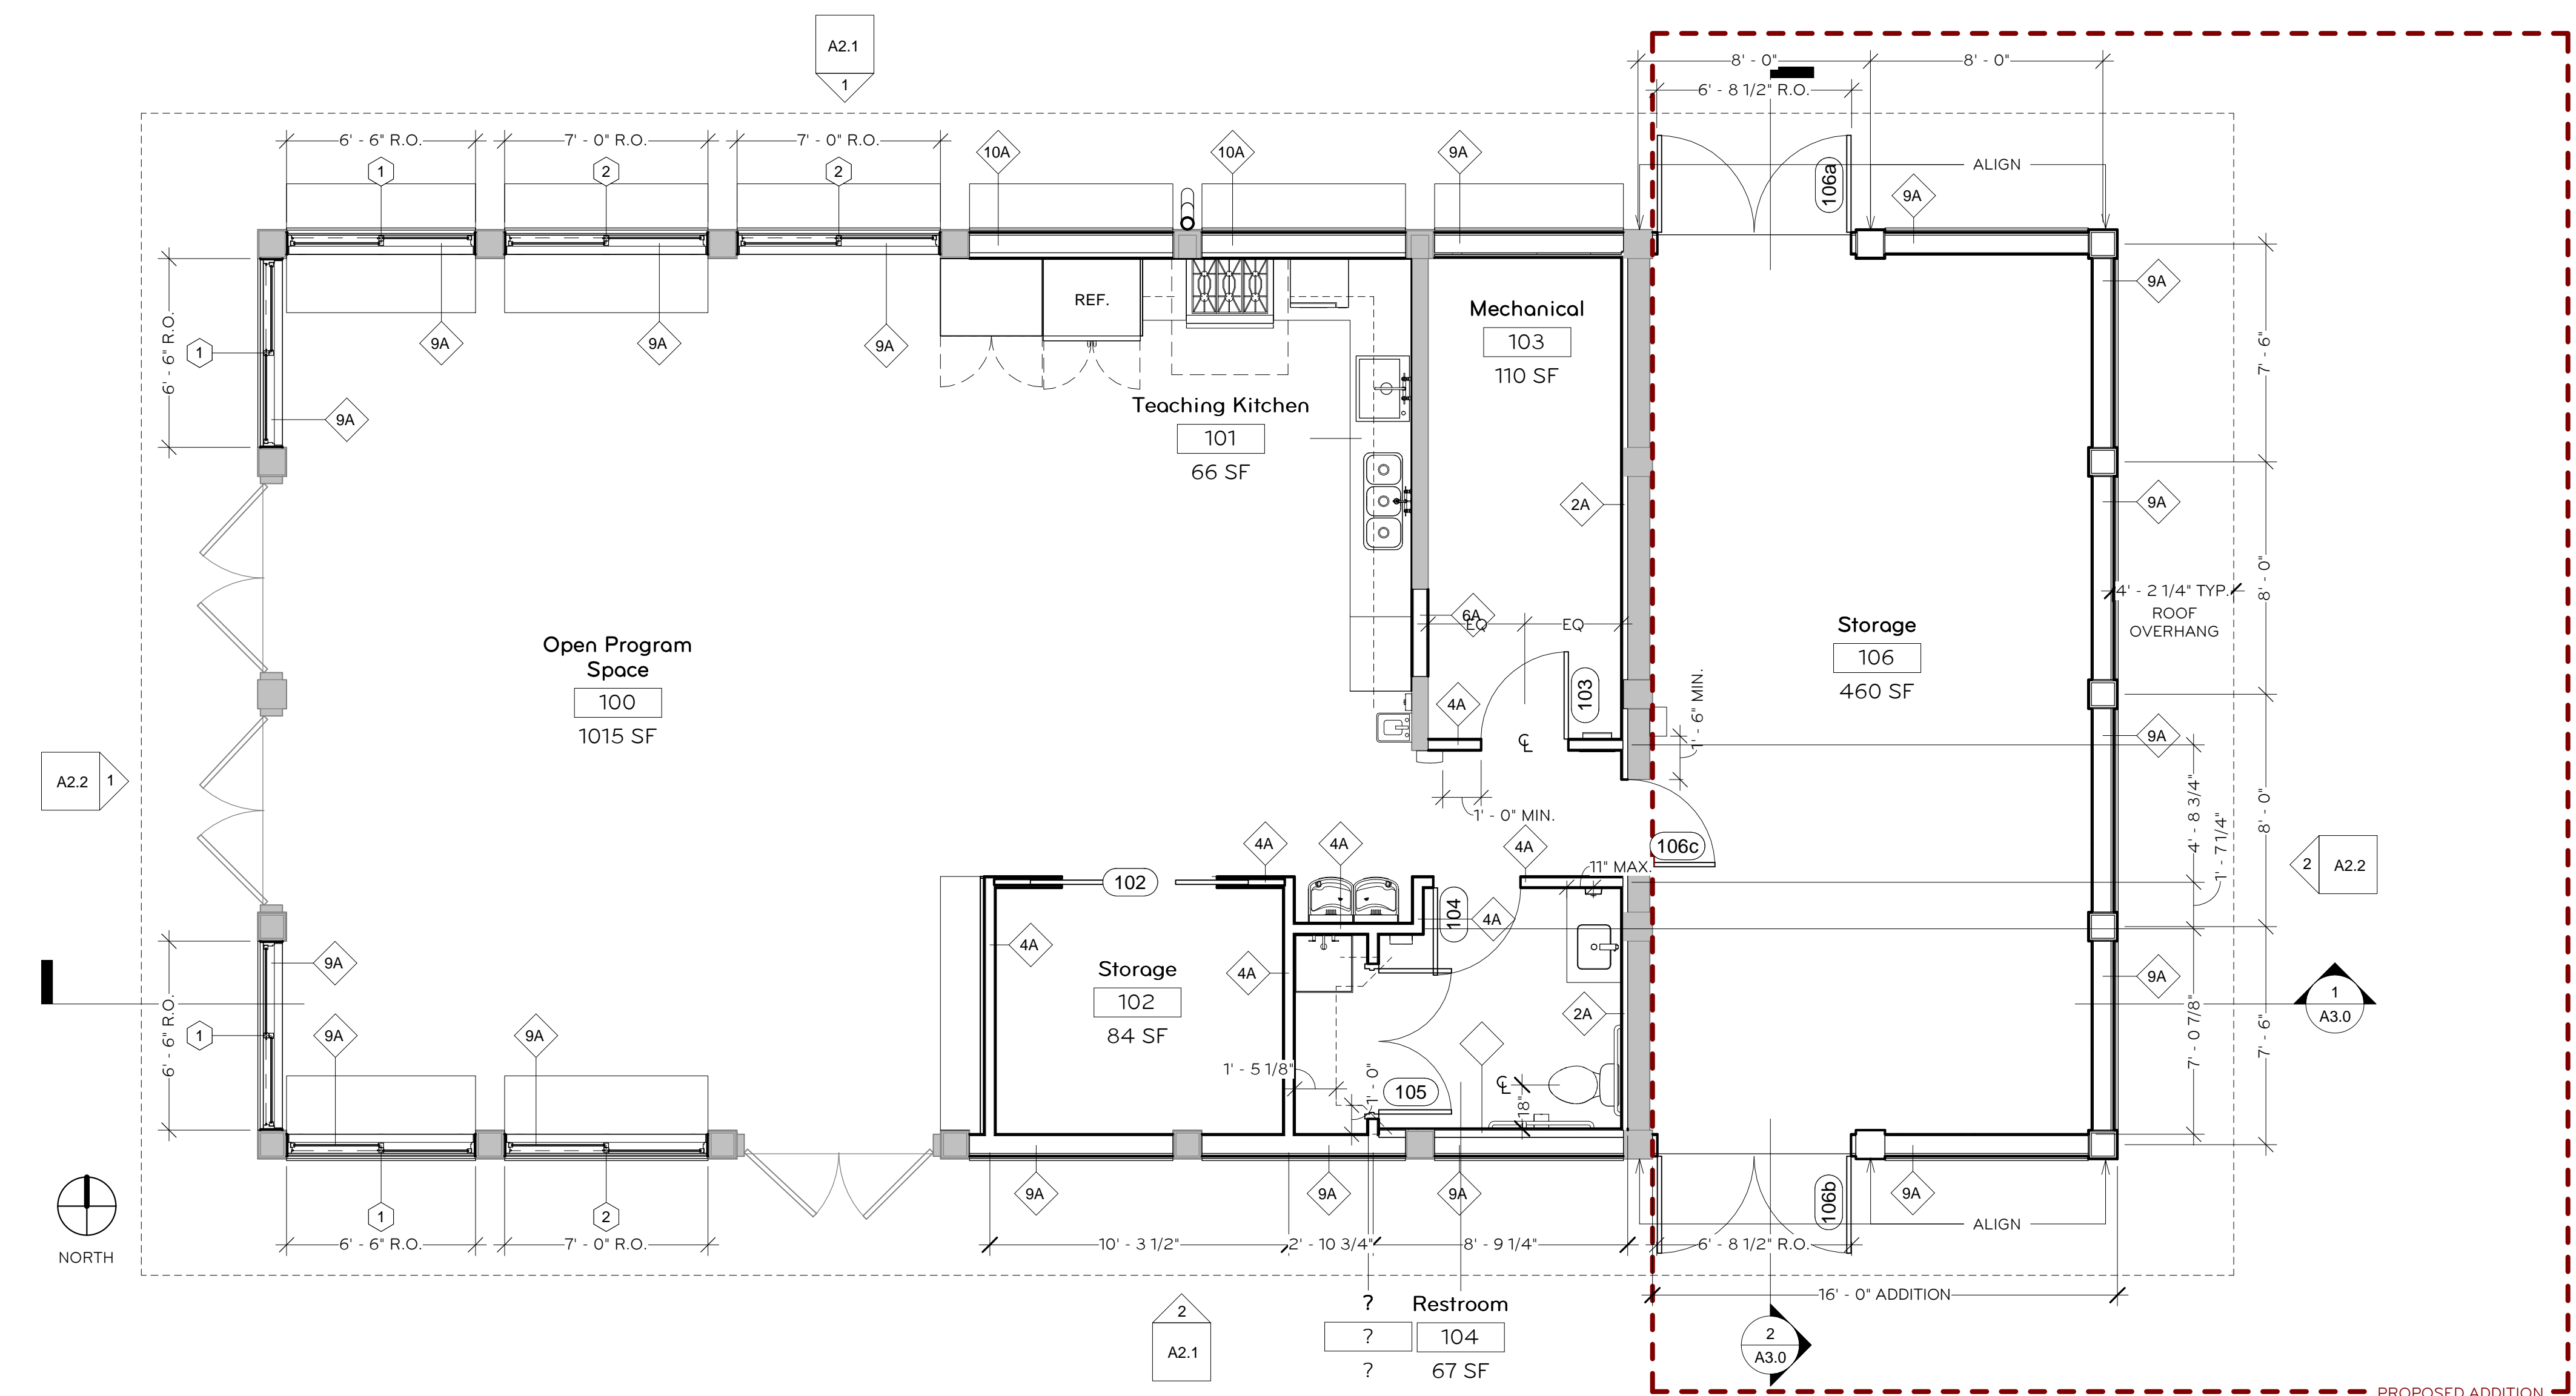 A2.1
1
8' - 0"
8' - 0"
6' - 8 1/2" R.O.
6' - 6" R.O.
7' - 0" R.O.
7' - 0" R.O.
1
2
2
10A
10A
9A
106a
ALIGN
9A
9A
9A
9A
REF.
Mechanical
103
110 SF
9A
7' - 6"
6' - 6" R.O.
1
9A
Teaching Kitchen
101
66 SF
2A
9A
8' - 0"
4' - 2 1/4" TYP.
ROOF
OVERHANG
6A
EQ
EQ
Open Program
Space
100
1015 SF
Storage
106
460 SF
4A
103
1' - 6" MIN.
9A
CL
A2.2
1
1' - 0" MIN.
4' - 8 3/4"
1' - 7 1/4"
8' - 0"
4A
4A
4A
106c
11" MAX.
2
A2.2
102
104
4A
4A
9A
Storage
102
84 SF
4A
9A
2A
1
A3.0
6' - 6" R.O.
1
9A
9A
7' - 0 7/8"
7' - 6"
1' - 5 1/8"
1' - 0"
105
CL
18"
9A
9A
9A
106b
9A
1
2
ALIGN
NORTH
6' - 6" R.O.
7' - 0" R.O.
10' - 3 1/2"
2' - 10 3/4"
8' - 9 1/4"
6' - 8 1/2" R.O.
16' - 0" ADDITION
2
A2.1
?
?
?
Restroom
104
67 SF
2
A3.0
PROPOSED ADDITION